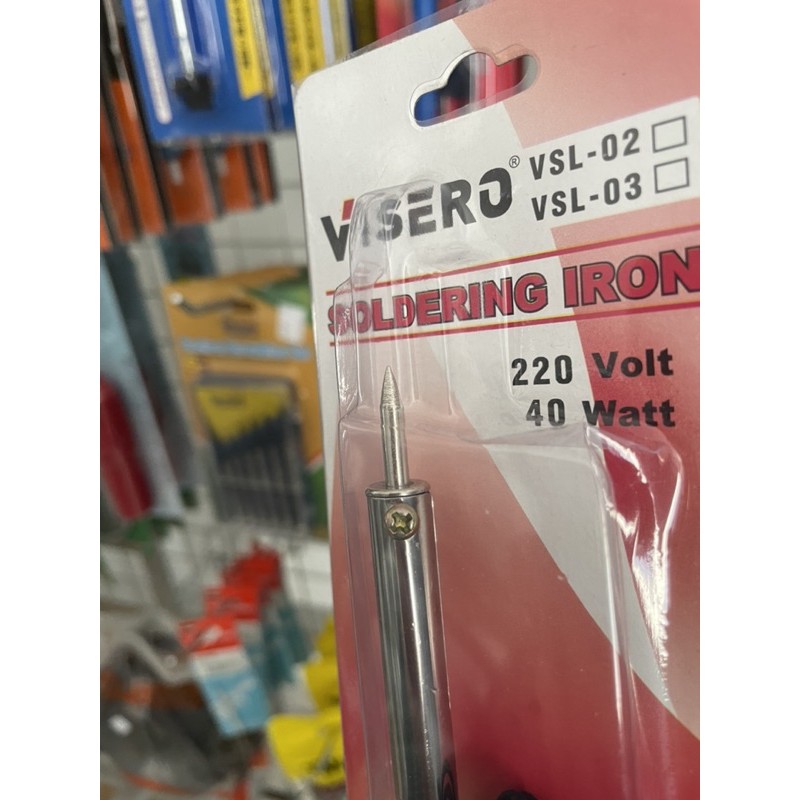 VISERO®
VSL-02
VSL-03
SOLDERING IRON
220 Volt
40 Watt